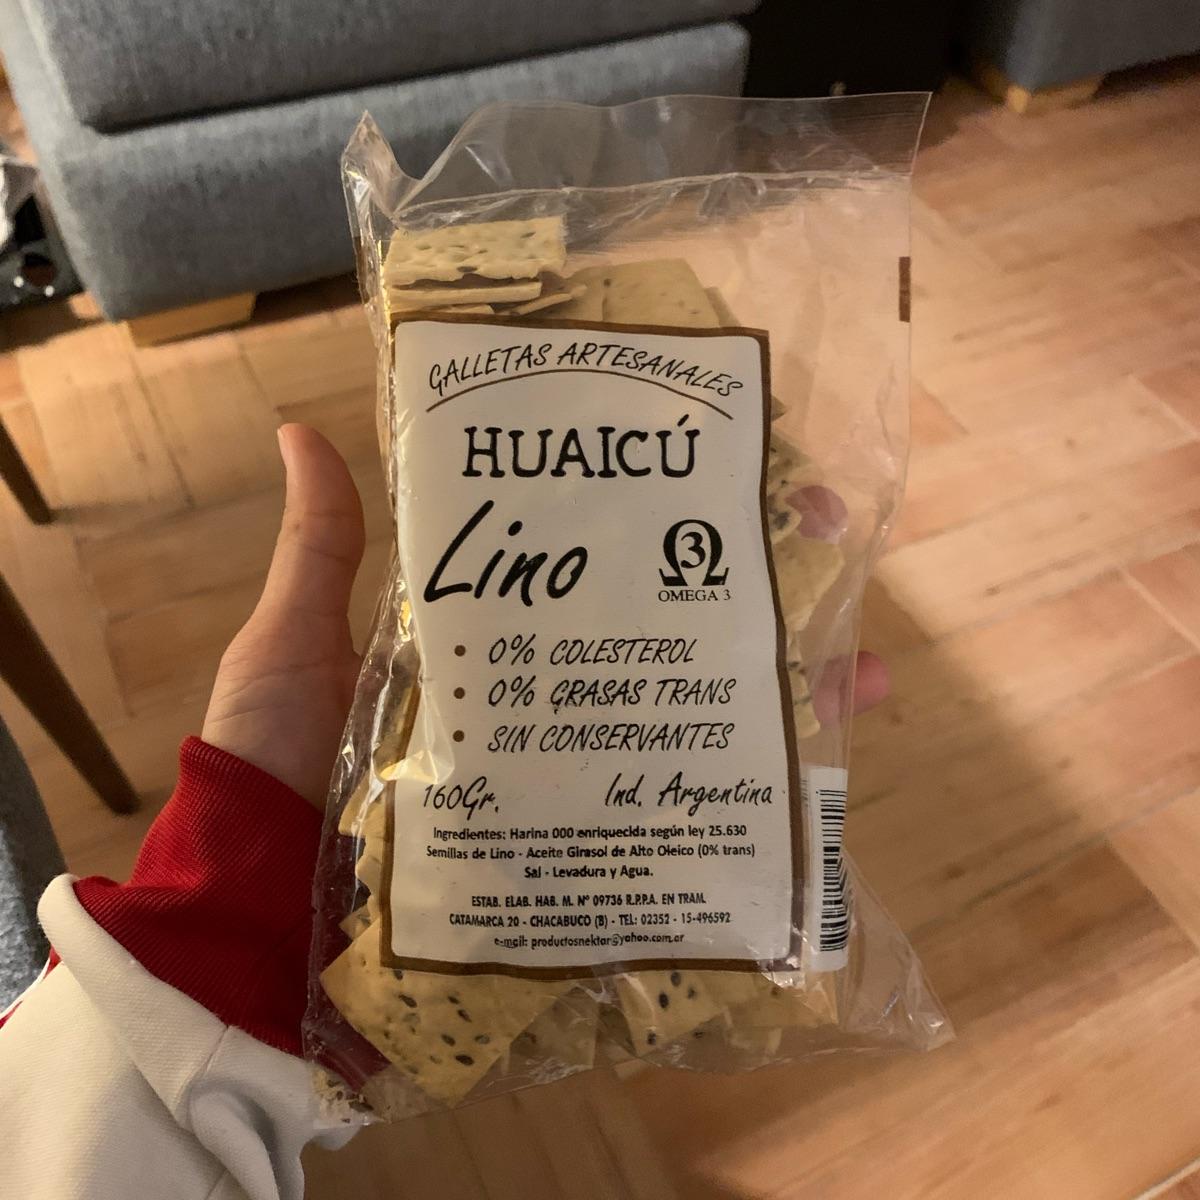 GALLETAS ARTESANALES
HUAICÚ
Lino
3
OMEGA 3
• 0% COLESTEROL
• 0% GRASAS TRANS
• SIN CONSERVANTES
160Gr. Ind. Argentina
Ingredientes: Harina 000 enriquecida según ley 25.630
Semillas de Lino - Aceite Girasol de Alto Oleico (0% trans)
Sal - Levadura y Agua.
ESTAB. ELAB. HAB. M. Nº 09736 R.P.P.A. EN TRAM.
CATAMARCA 20 - CHACABUCO (B) - TEL: 02352 - 15-496592
e-mail: productosnektar@yahoo.com.ar